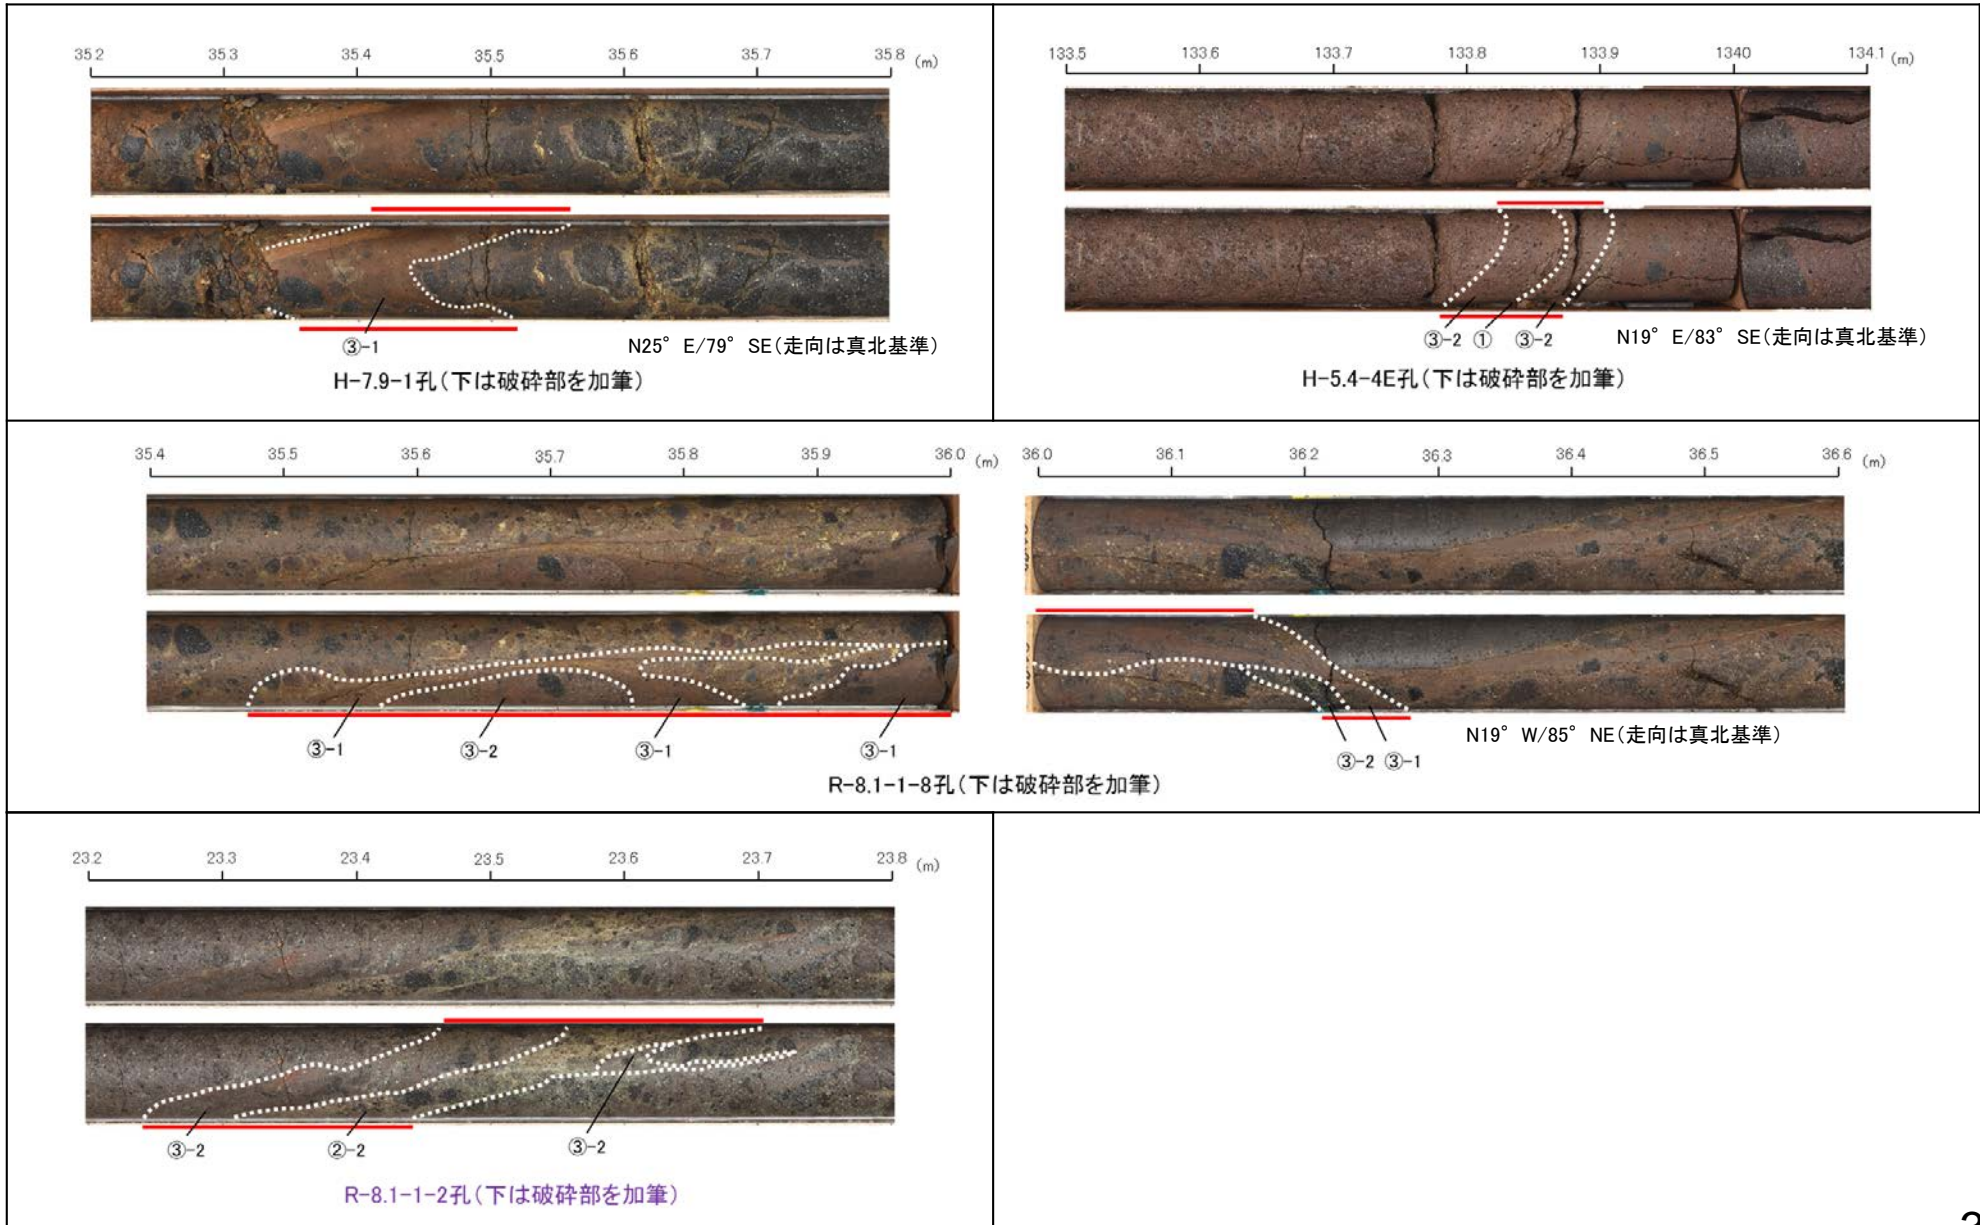 35.2 35.3 35.4 35.5 35.6 35.7 35.8 (m)
③-1
N25° E/79° SE(走向は真北基準)
H-7.9-1孔(下は破砕部を加筆)
133.5 133.6 133.7 133.8 133.9 134.0 134.1 (m)
③-2 ① ③-2
N19° E/83° SE(走向は真北基準)
H-5.4-4E孔(下は破砕部を加筆)
35.4 35.5 35.6 35.7 35.8 35.9 36.0 (m)
36.0 36.1 36.2 36.3 36.4 36.5 36.6 (m)
③-1 ③-2 ③-1 ③-1
③-2 ③-1
N19° W/85° NE(走向は真北基準)
R-8.1-1-8孔(下は破砕部を加筆)
23.2 23.3 23.4 23.5 23.6 23.7 23.8 (m)
③-2 ②-2 ③-2
R-8.1-1-2孔(下は破砕部を加筆)